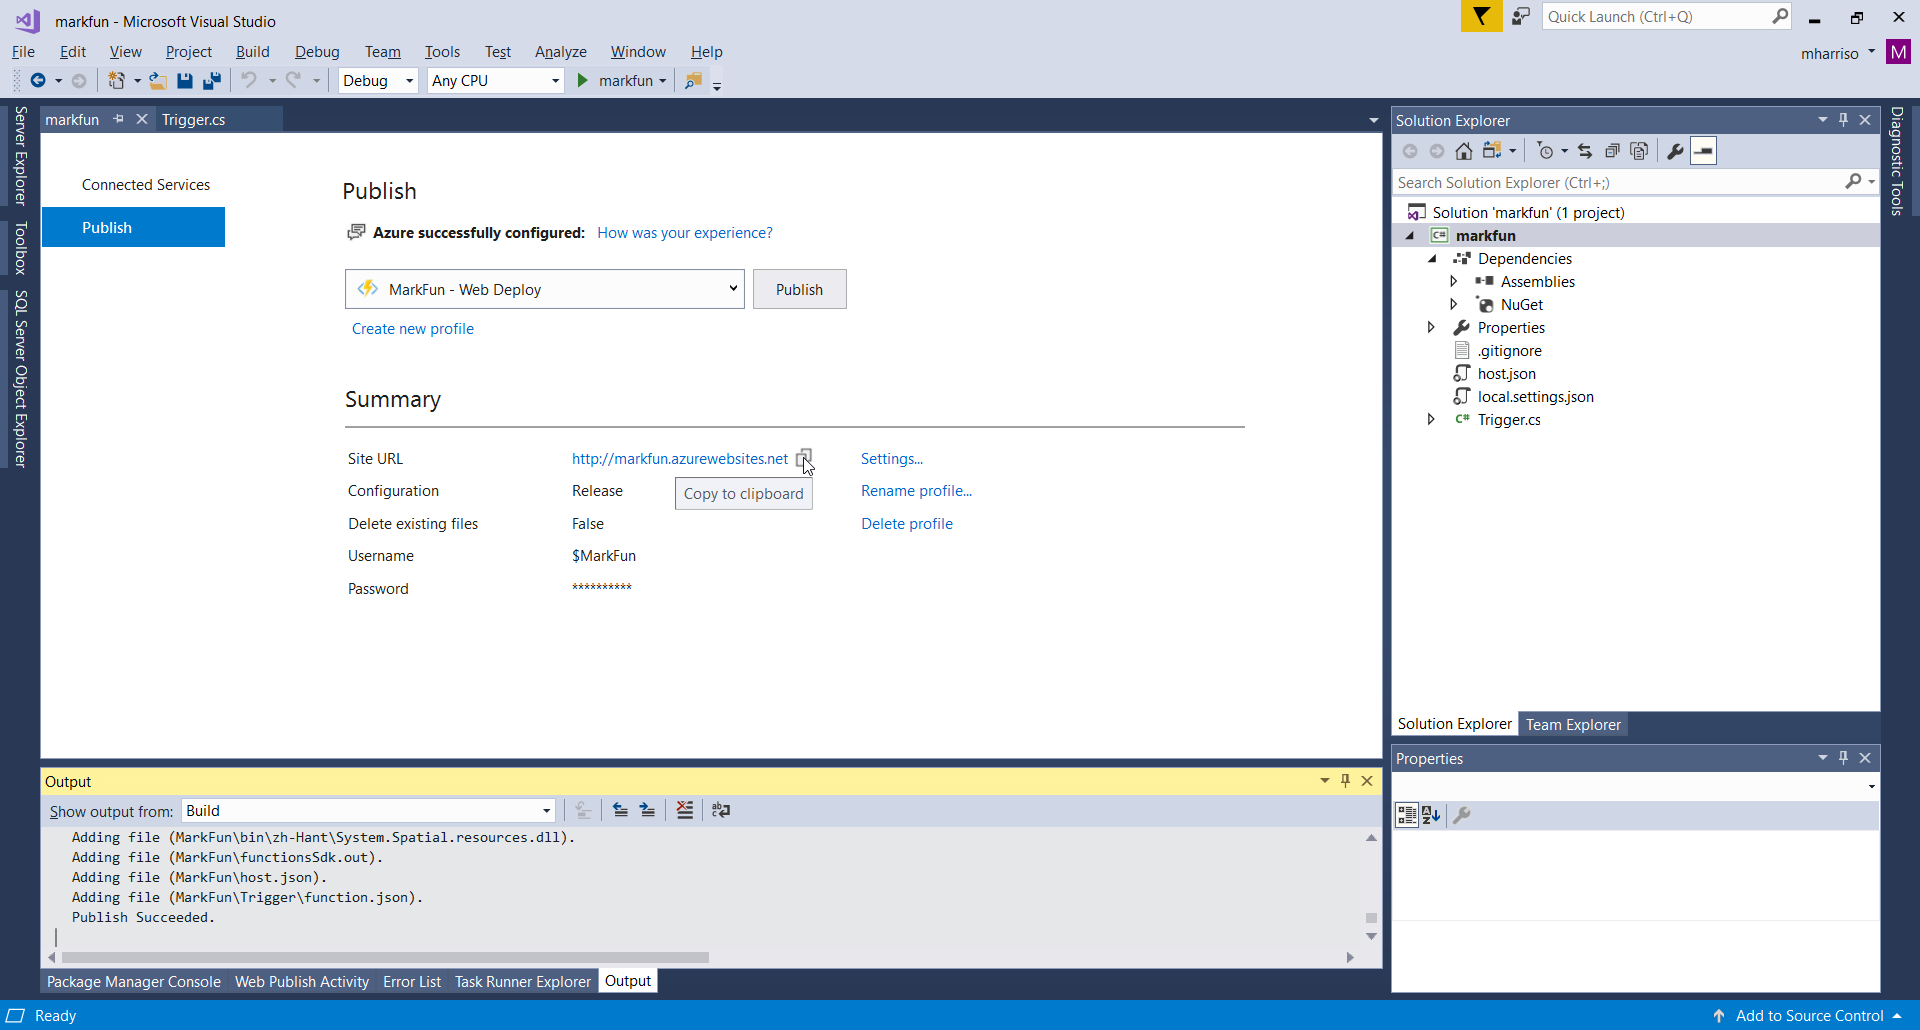 markfun - Microsoft Visual Studio
Quick Launch (Ctrl+Q)
File Edit View Project Build Debug Team Tools Test Analyze Window Help
mharriso M
Debug Any CPU markfun
Server Explorer
Toolbox
SQL Server Object Explorer
markfun Trigger.cs
Connected Services
Publish
Publish
Azure successfully configured: How was your experience?
MarkFun - Web Deploy Publish
Create new profile
Summary
Site URL http://markfun.azurewebsites.net Settings...
Configuration Release Rename profile...
Copy to clipboard
Delete existing files False Delete profile
Username $MarkFun
Password **********
Output
Show output from: Build
Adding file (MarkFun\bin\zh-Hant\System.Spatial.resources.dll).
Adding file (MarkFun\functionsSdk.out).
Adding file (MarkFun\host.json).
Adding file (MarkFun\Trigger\function.json).
Publish Succeeded.
Package Manager Console Web Publish Activity Error List Task Runner Explorer Output
Solution Explorer
Search Solution Explorer (Ctrl+;)
Solution 'markfun' (1 project)
C# markfun
Dependencies
Assemblies
NuGet
Properties
.gitignore
host.json
local.settings.json
C# Trigger.cs
Solution Explorer Team Explorer
Properties
Diagnostic Tools
Ready
Add to Source Control